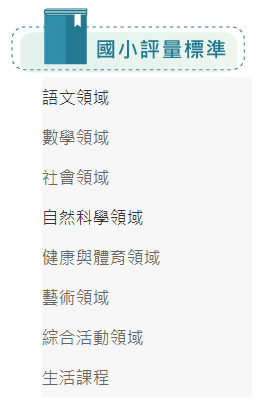 國小評量標準
語文領域
數學領域
社會領域
自然科學領域
健康與體育領域
藝術領域
綜合活動領域
生活課程